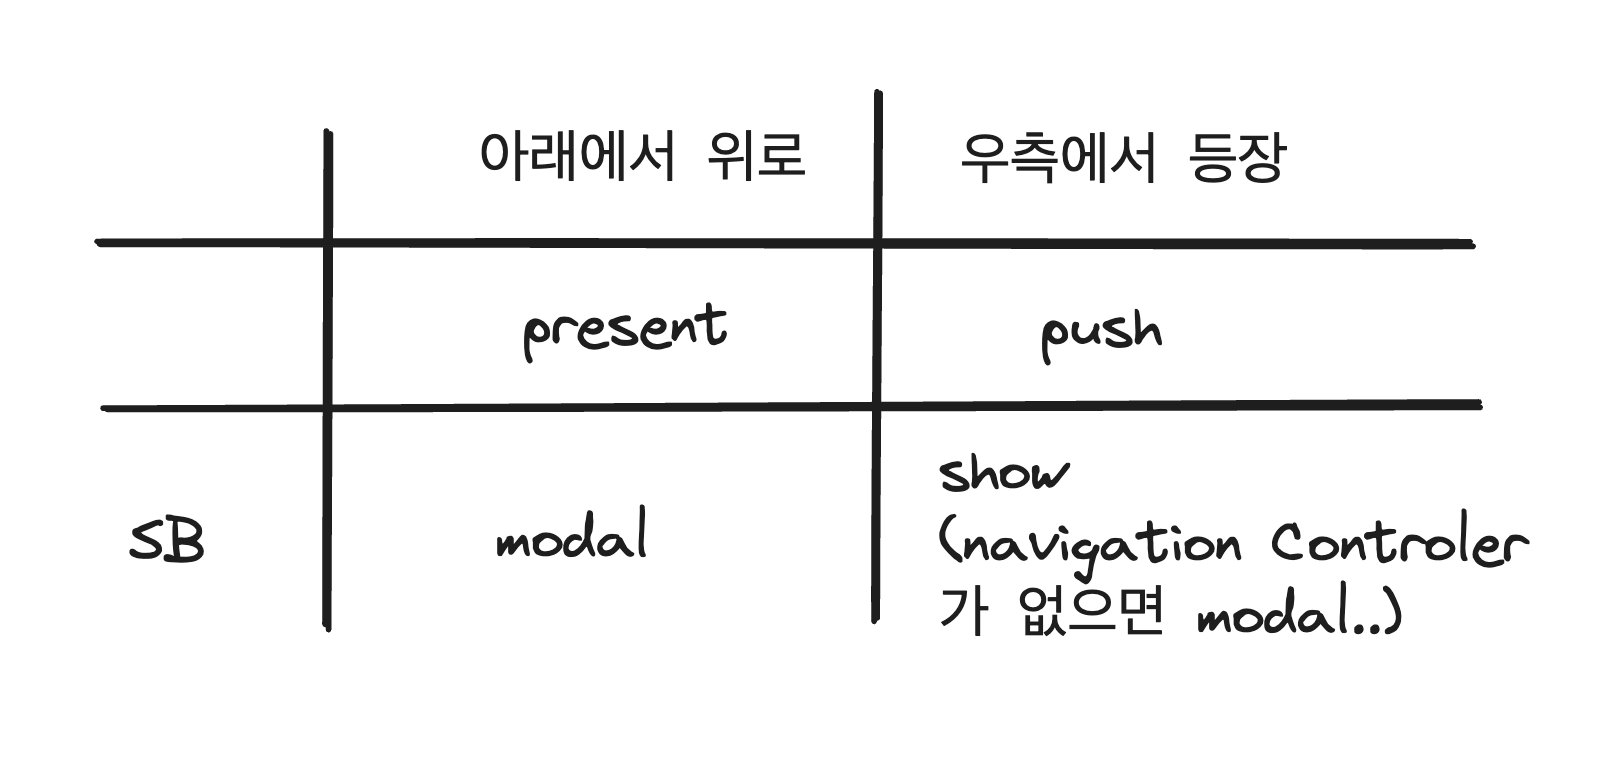 아래에서 위로
우측에서 등장
present
push
SB
modal
show
(navigation Controler
가 없으면 modal..)